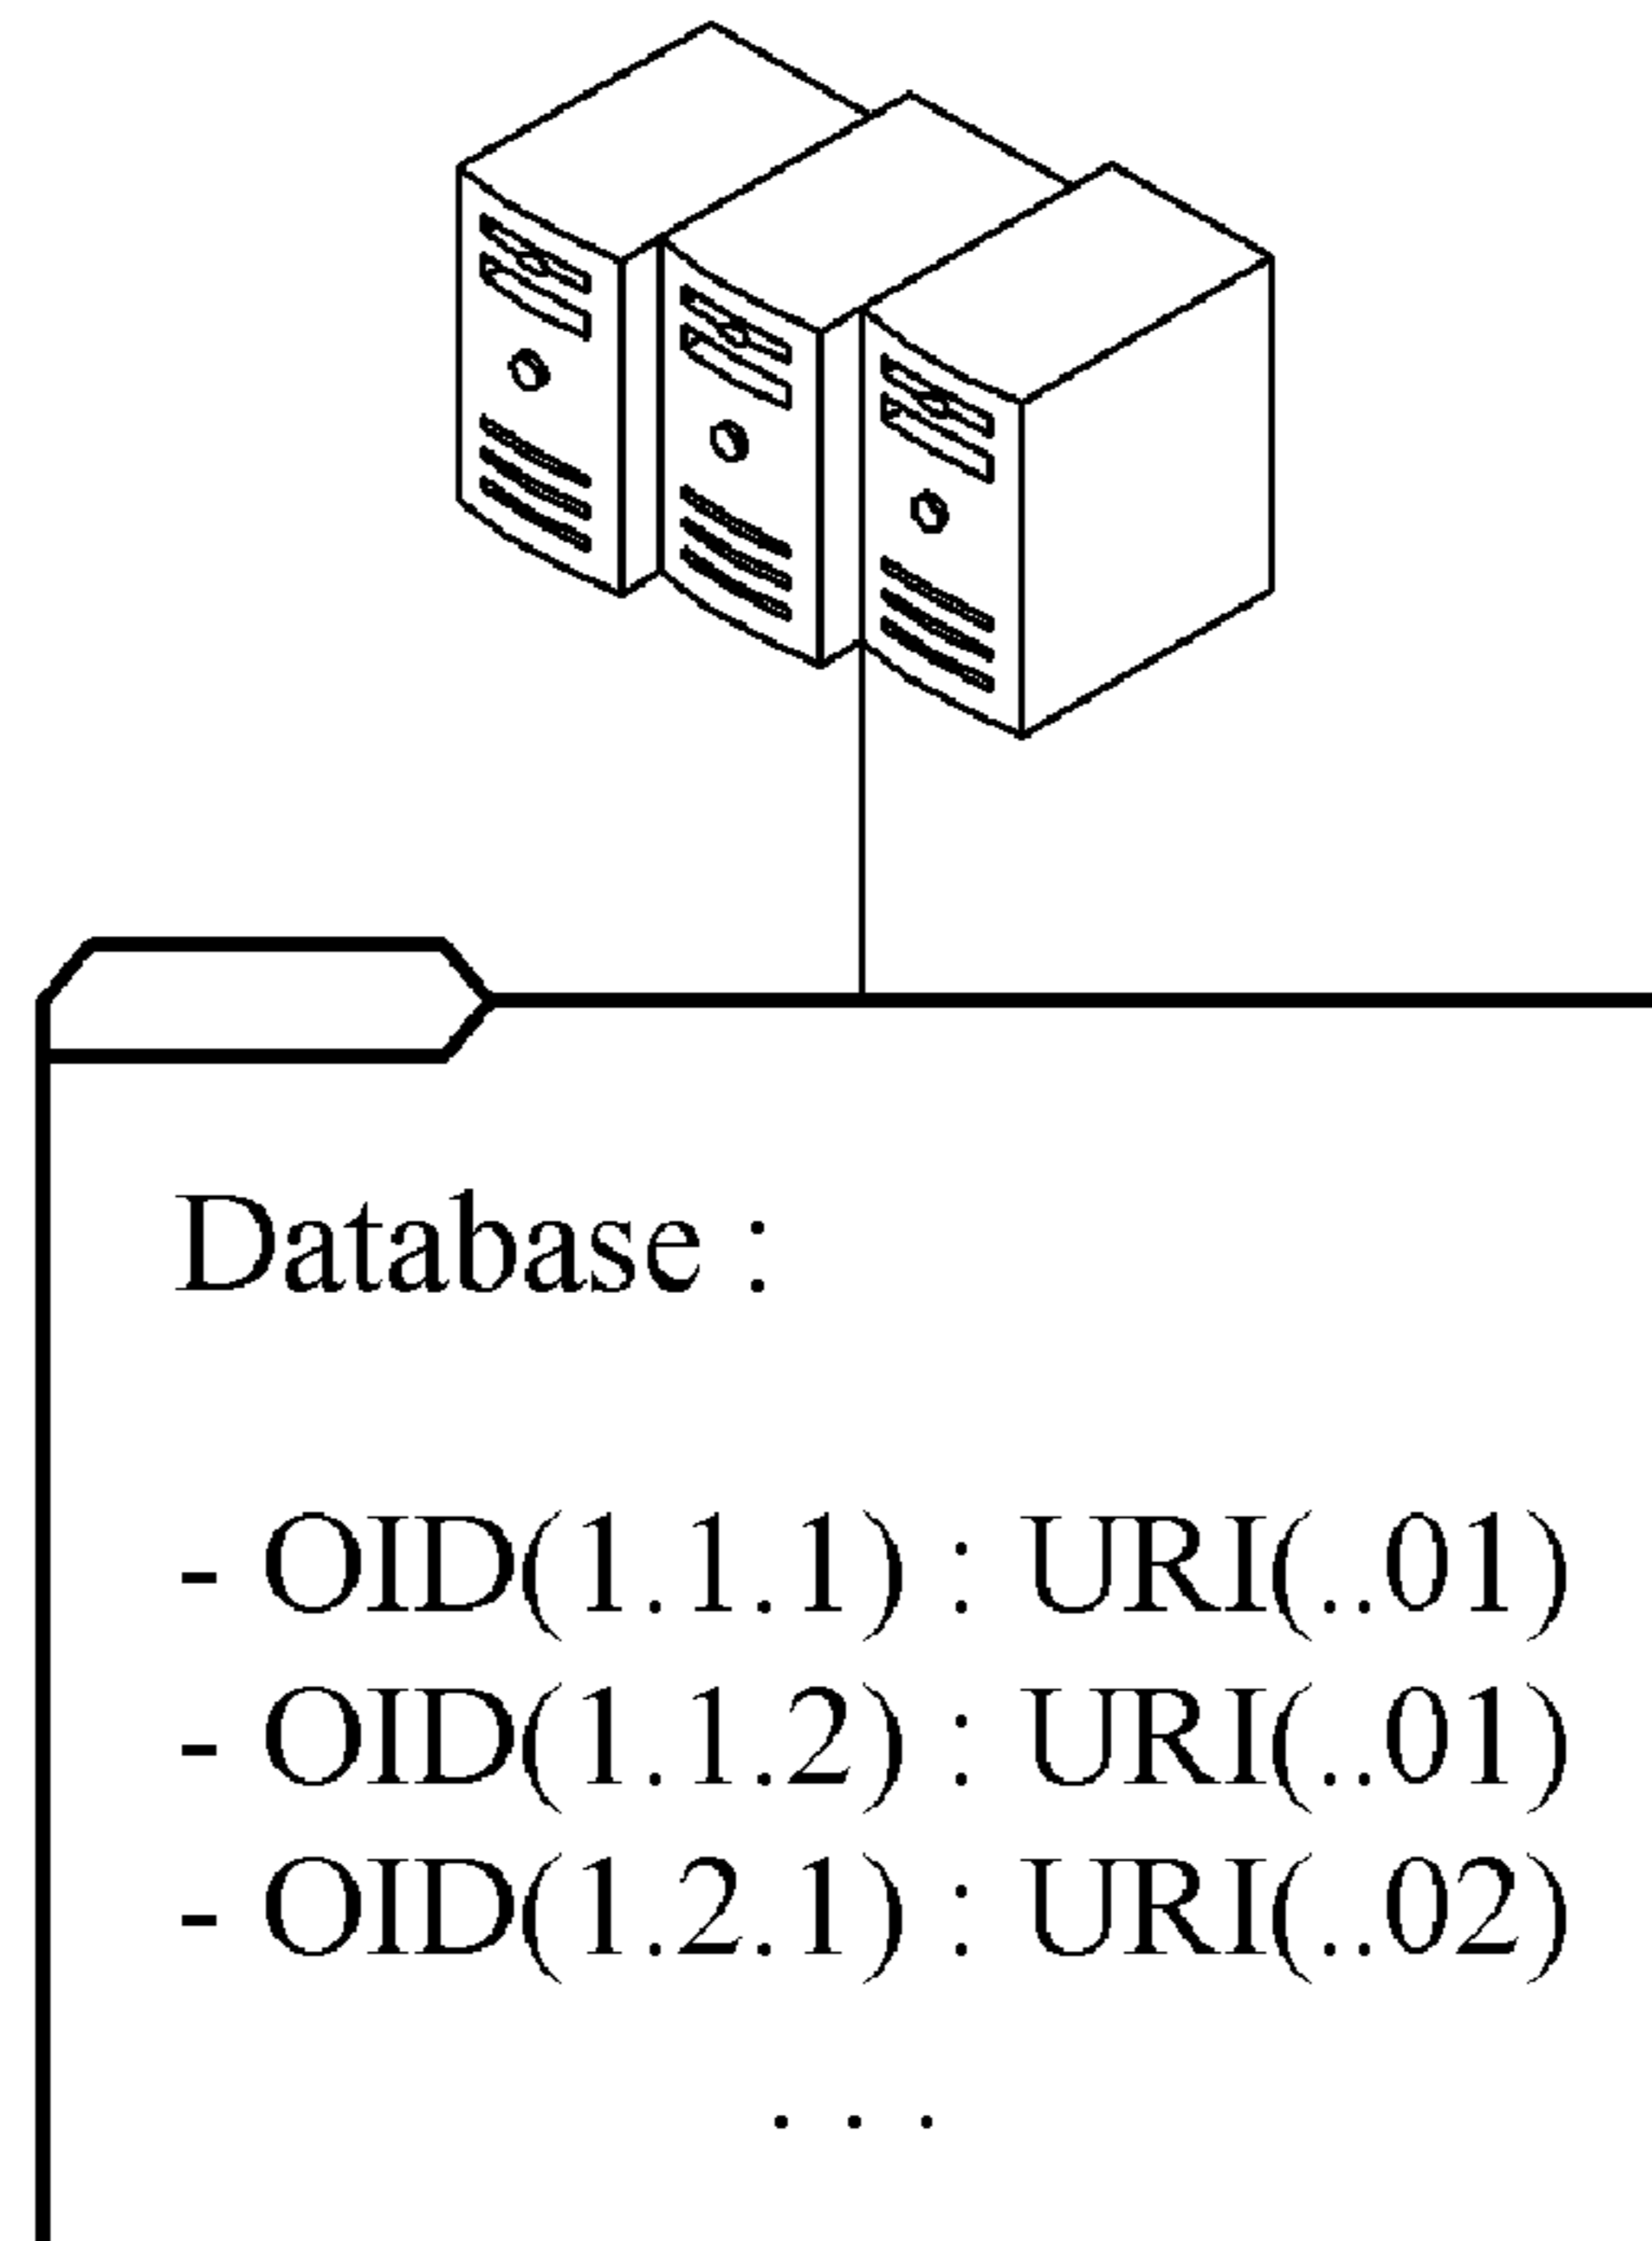 Database :
- OID(1.1.1) : URI(..01)
- OID(1.1.2) : URI(..01)
- OID(1.2.1) : URI(..02)
. . .